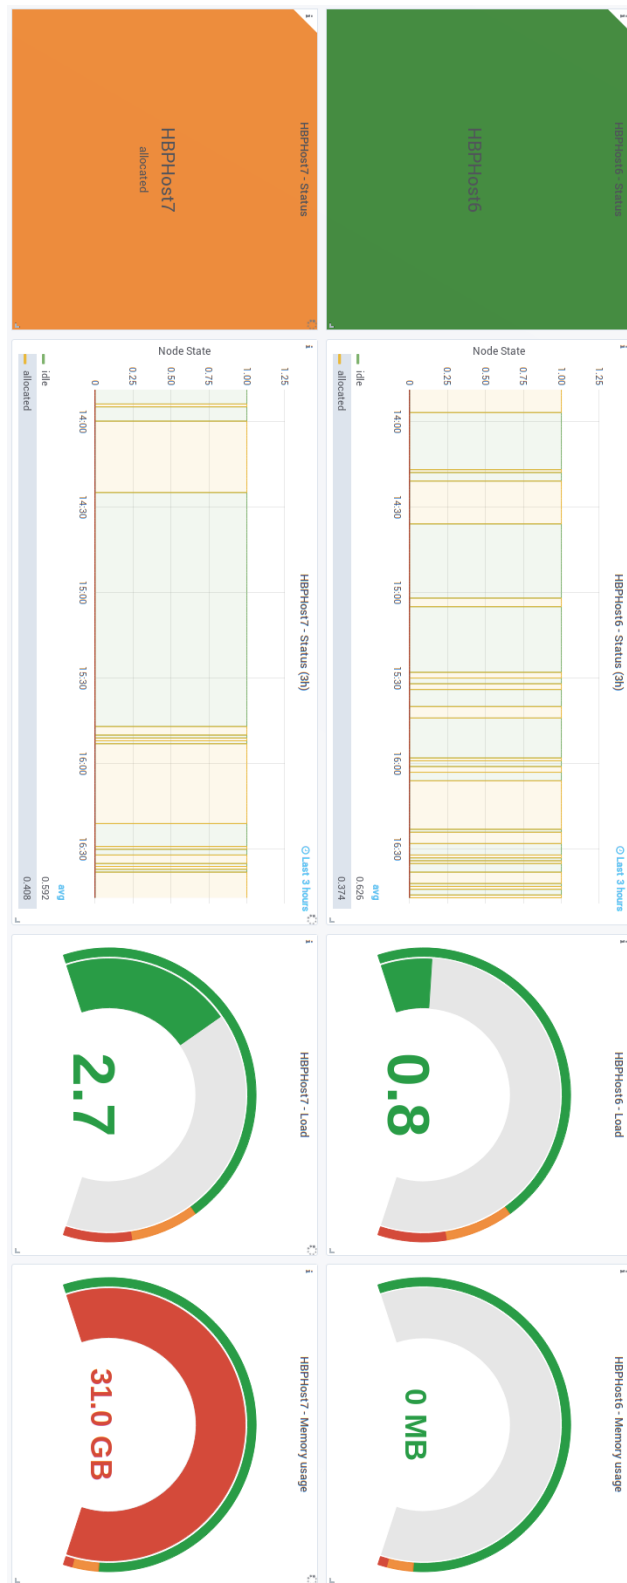 HBPHost6 - Status
HBPHost6
HBPHost6 - Status (3h)
Last 3 hours
Node State
1.25
1.00
0.75
0.50
0.25
0
14:00
14:30
15:00
15:30
16:00
16:30
avg
idle 0.626
allocated 0.374
HBPHost6 - Load
0.8
HBPHost6 - Memory usage
0 MB
HBPHost7 - Status
HBPHost7
allocated
HBPHost7 - Status (3h)
Last 3 hours
Node State
1.25
1.00
0.75
0.50
0.25
0
14:00
14:30
15:00
15:30
16:00
16:30
avg
idle 0.592
allocated 0.408
HBPHost7 - Load
2.7
HBPHost7 - Memory usage
31.0 GB